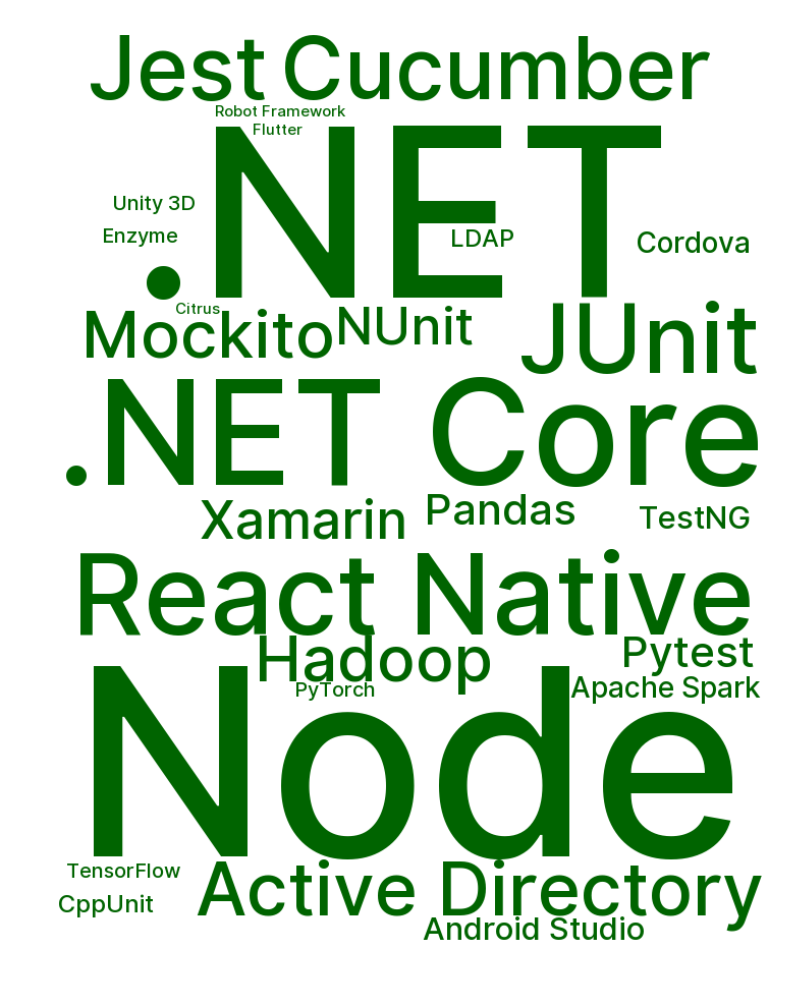 Jest Cucumber
Robot Framework
Flutter
.NET
Unity 3D
Enzyme
LDAP
Cordova
Citrus
Mockito NUnit JUnit
.NET Core
Xamarin Pandas TestNG
React Native
Hadoop Pytest
PyTorch Apache Spark
Node
TensorFlow
CppUnit Active Directory
Android Studio